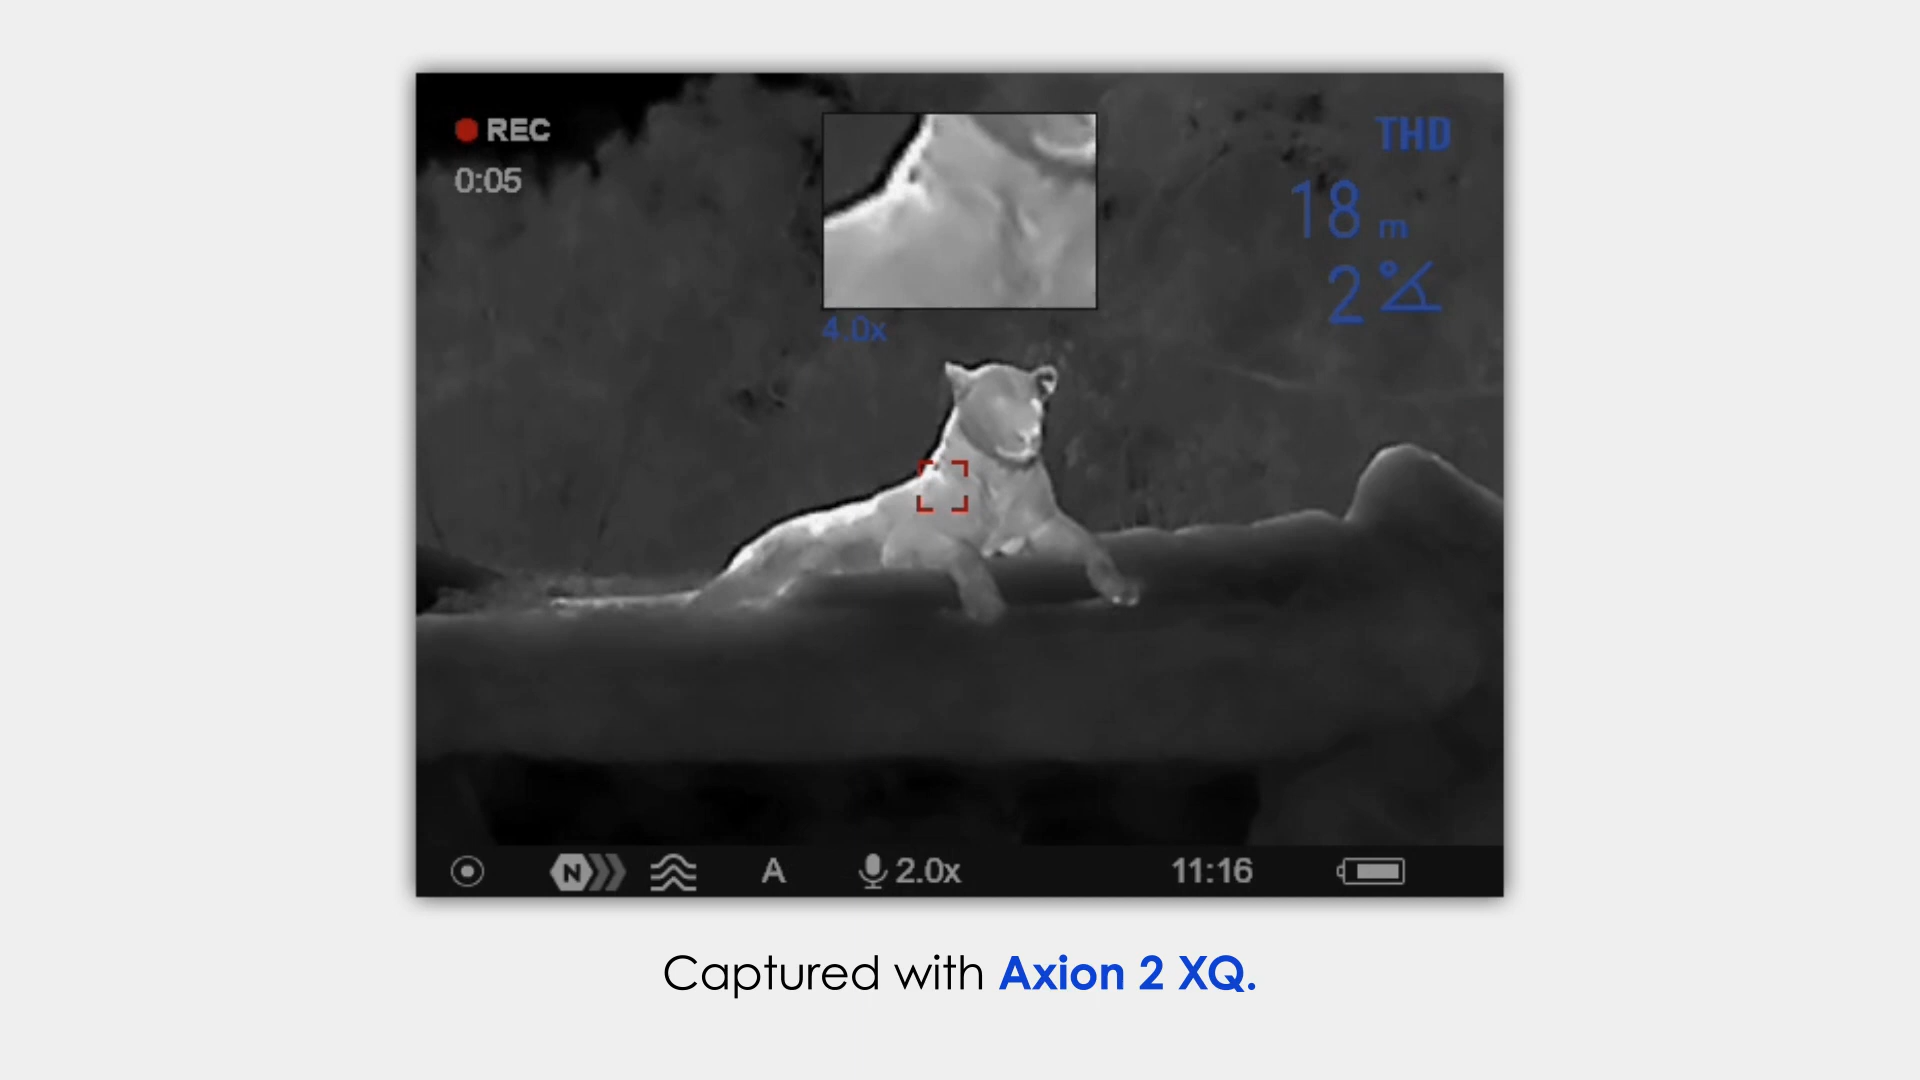 REC
0:05
THD
18 m
2°
4.0x
N
A
2.0x
11:16
Captured with Axion 2 XQ.